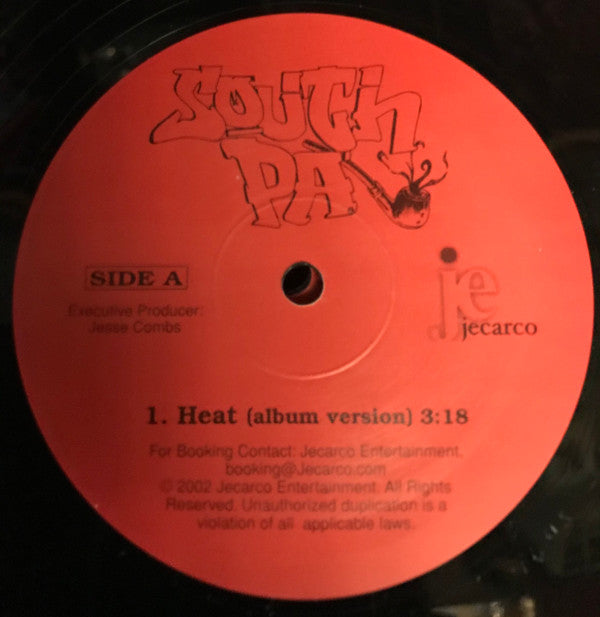 SOUTH
PA
SIDE A
Executive Producer:
Jesse Combs
je
jecarco
1. Heat (album version) 3:18
For Booking Contact: Jecarco Entertainment.
booking@Jecarco.com
© 2002 Jecarco Entertainment. All Rights
Reserved. Unauthorized duplication is a
violation of all applicable laws.